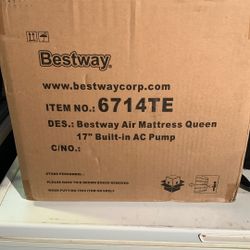 Bestway
www.bestwaycorp.com
ITEM NO.: 6714TE
DES.: Bestway Air Mattress Queen
17" Built-in AC Pump
C/NO.: